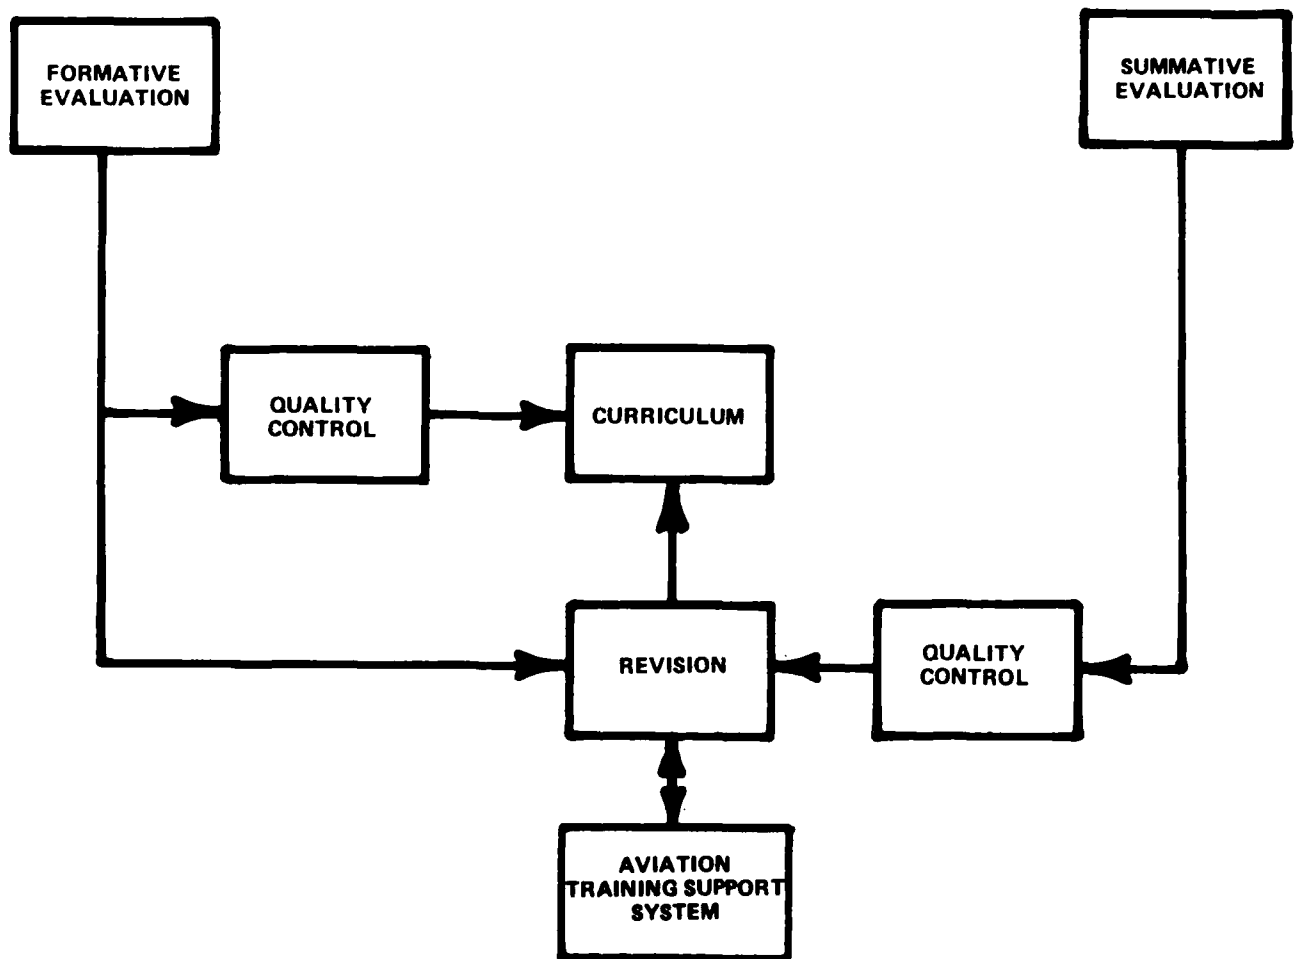 FORMATIVE
EVALUATION
SUMMATIVE
EVALUATION
QUALITY
CONTROL
CURRICULUM
REVISION
QUALITY
CONTROL
AVIATION
TRAINING SUPPORT
SYSTEM